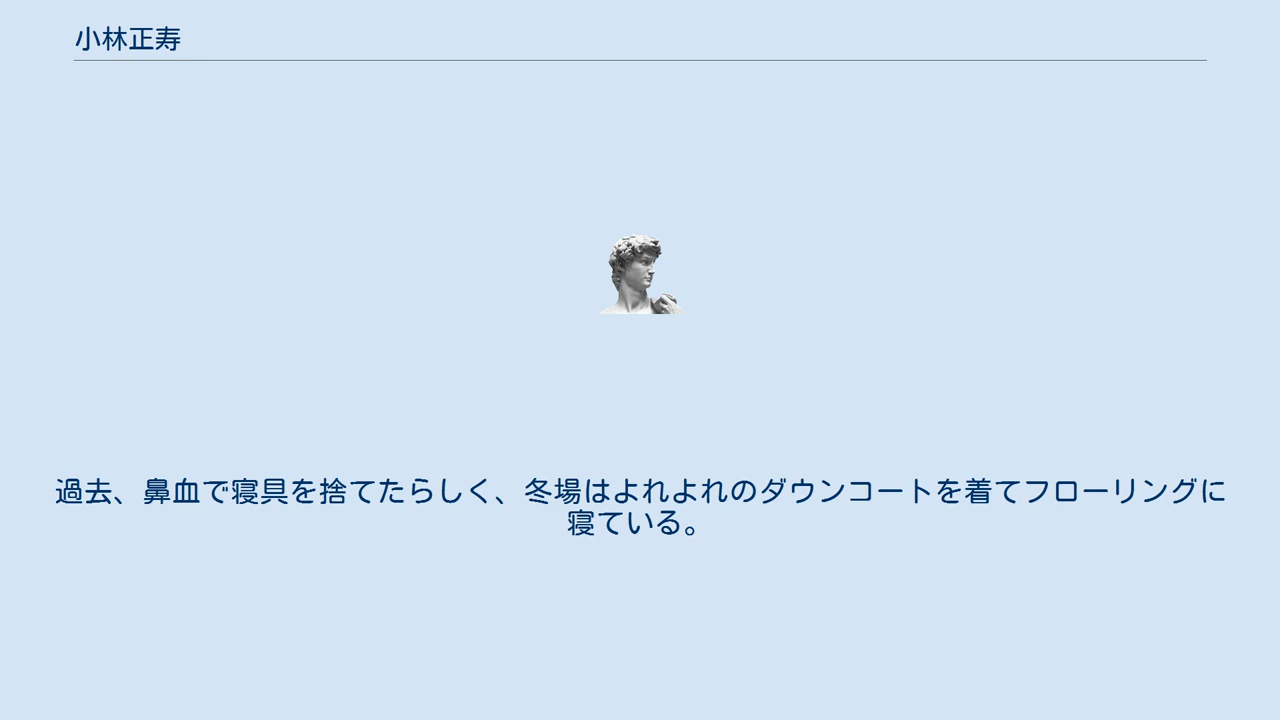 小林正寿
過去、鼻血で寝具を捨てたらしく、冬場はよれよれのダウンコートを着てフローリングに
寝ている。